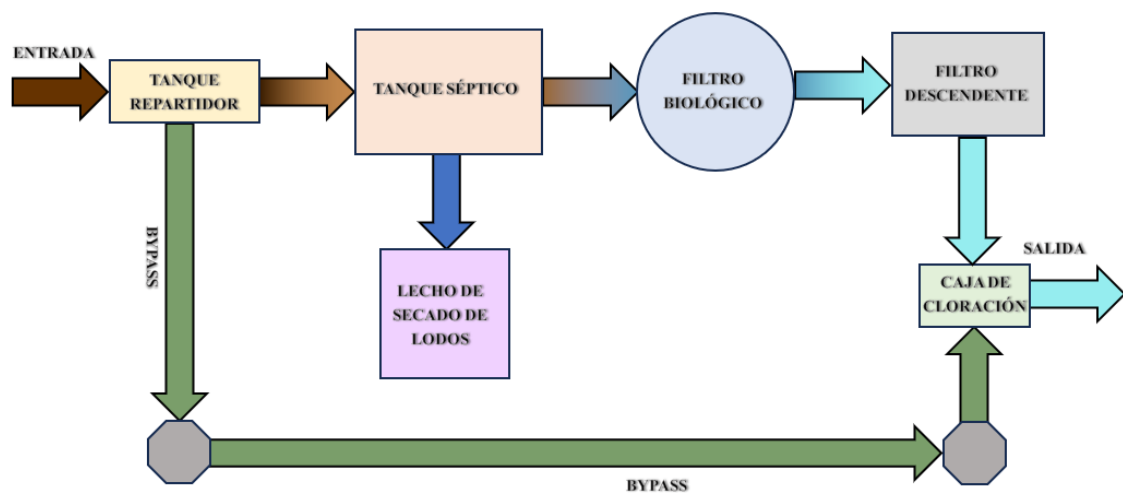 ENTRADA
TANQUE
REPARTIDOR
TANQUE SÉPTICO
FILTRO
BIOLÓGICO
FILTRO
DESCENDENTE
BYPASS
LECHO DE
SECADO DE
LODOS
SALIDA
CAJA DE
CLORACIÓN
BYPASS